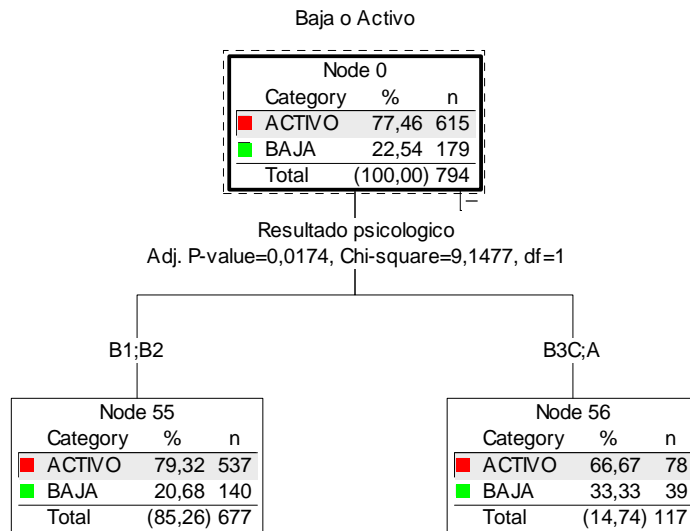 Baja o Activo
Node 0
Category % n
ACTIVO 77,46 615
BAJA 22,54 179
Total (100,00) 794
Resultado psicologico
Adj. P-value=0,0174, Chi-square=9,1477, df=1
B1;B2
B3C;A
Node 55
Category % n
ACTIVO 79,32 537
BAJA 20,68 140
Total (85,26) 677
Node 56
Category % n
ACTIVO 66,67 78
BAJA 33,33 39
Total (14,74) 117